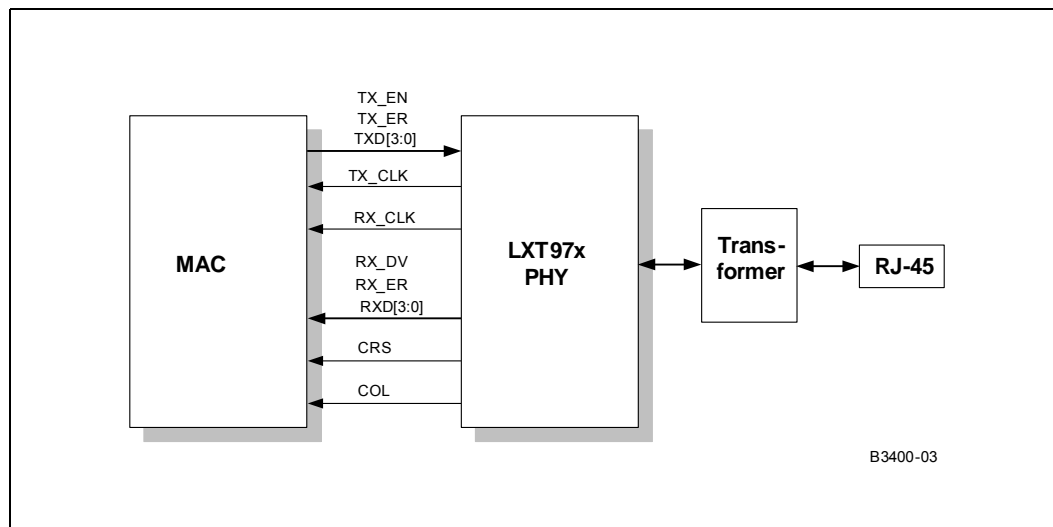 TX_EN
TX_ER
TXD[3:0]
TX_CLK
RX_CLK
MAC
RX_DV
RX_ER
RXD[3:0]
CRS
COL
LXT97x
PHY
Trans-
former
RJ-45
B3400-03